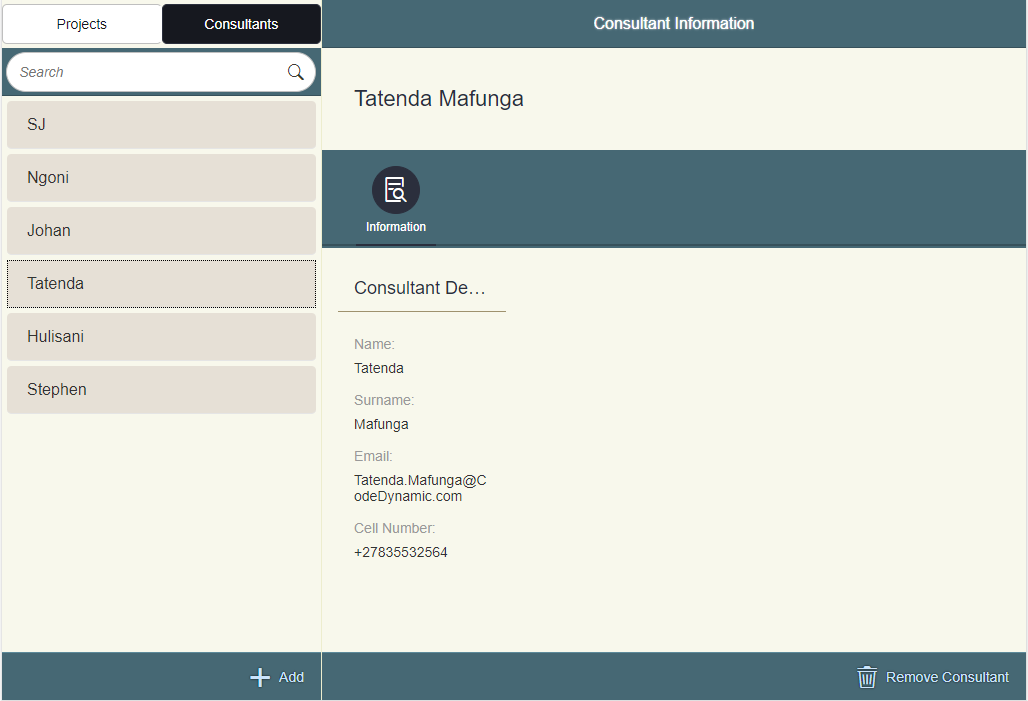 Projects
Consultants
Consultant Information
Search
SJ
Ngoni
Johan
Tatenda
Hulisani
Stephen
Add
Tatenda Mafunga
Information
Consultant De...
Name:
Tatenda
Surname:
Mafunga
Email:
Tatenda.Mafunga@C
odeDynamic.com
Cell Number:
+27835532564
Remove Consultant